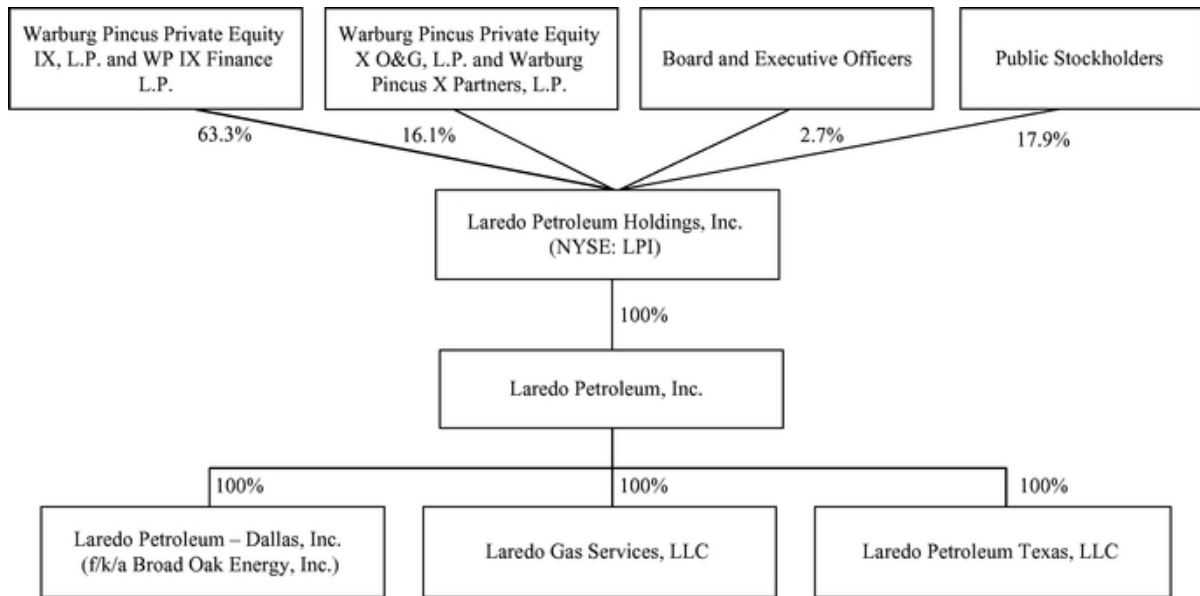 Warburg Pincus Private Equity
IX, L.P. and WP IX Finance
L.P.
Warburg Pincus Private Equity
X O&G, L.P. and Warburg
Pincus X Partners, L.P.
Board and Executive Officers
Public Stockholders
63.3%
16.1%
2.7%
17.9%
Laredo Petroleum Holdings, Inc.
(NYSE: LPI)
100%
Laredo Petroleum, Inc.
100%
100%
100%
Laredo Petroleum – Dallas, Inc.
(f/k/a Broad Oak Energy, Inc.)
Laredo Gas Services, LLC
Laredo Petroleum Texas, LLC